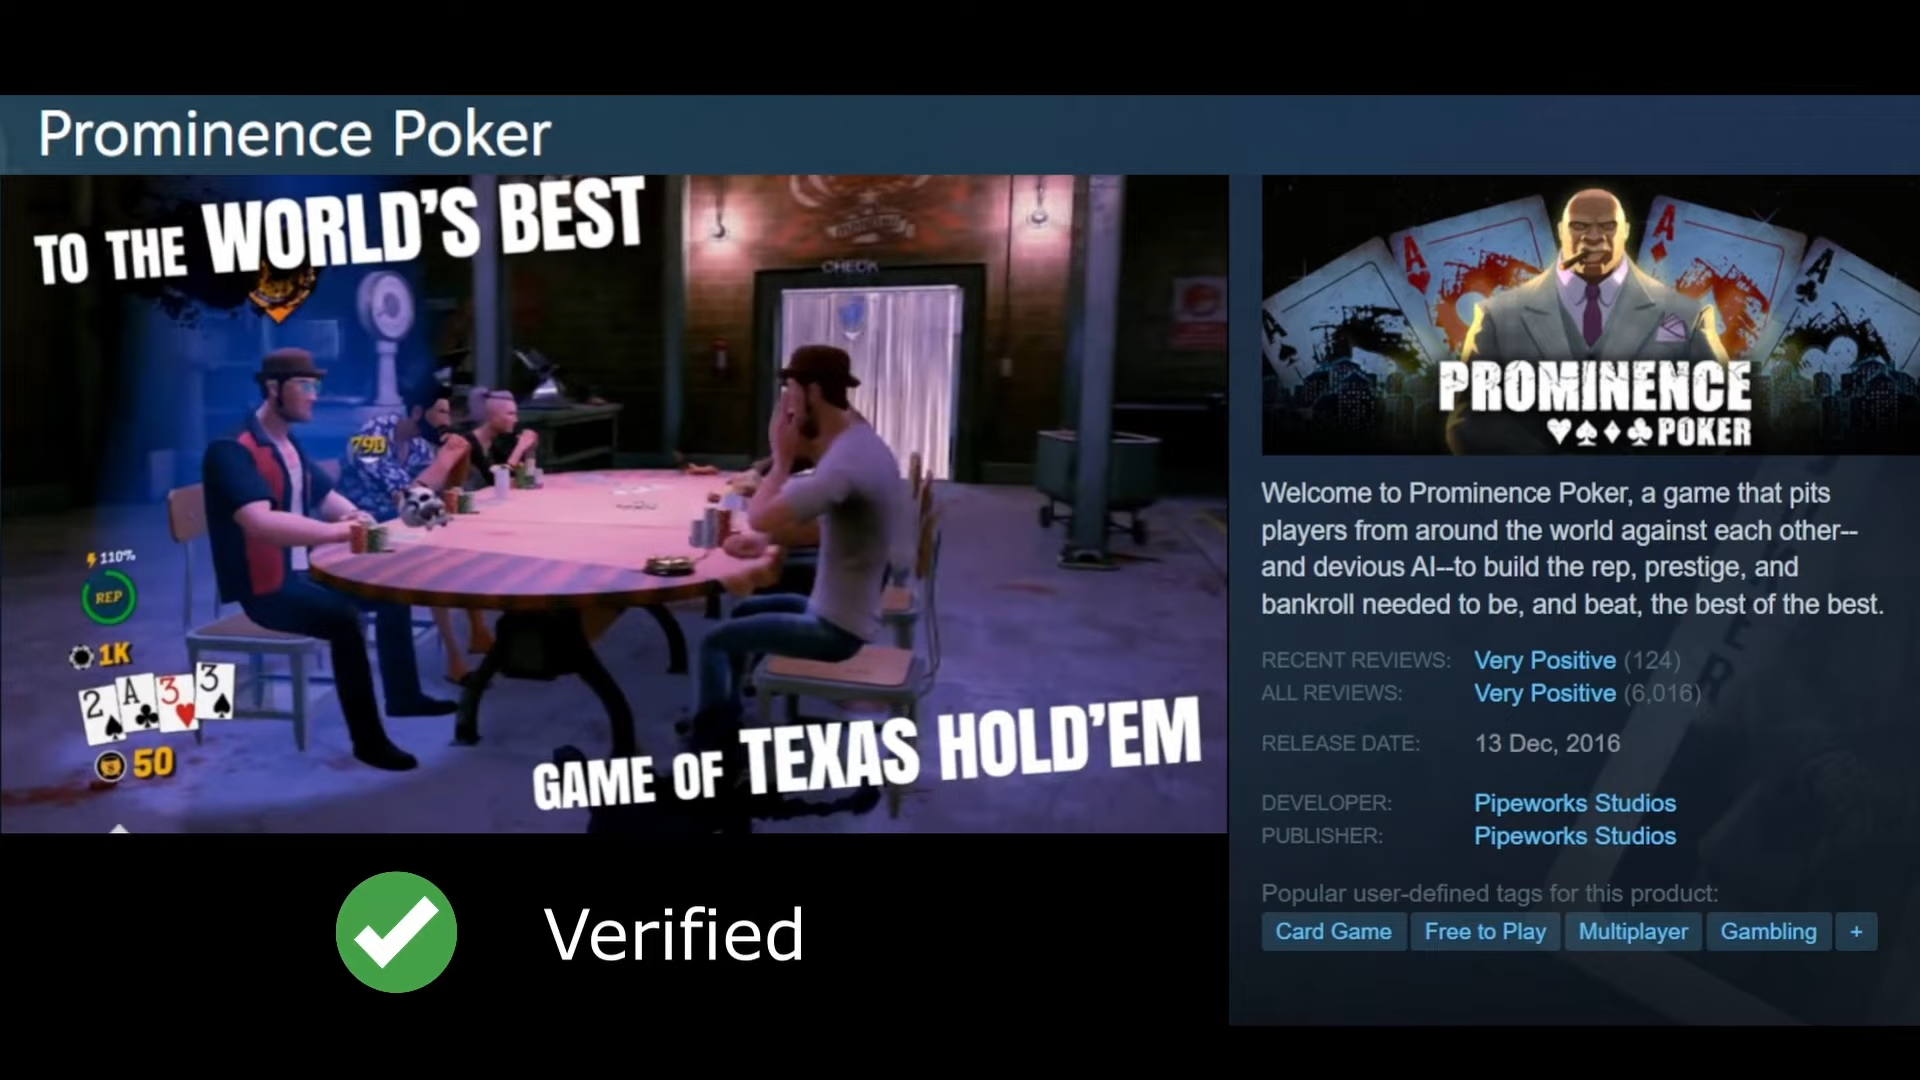 Prominence Poker
TO THE WORLD'S BEST
CHECK
790
110%
REP
1K
2 A 3 3
50
GAME OF TEXAS HOLD'EM
Verified
A A A A
PROMINENCE
POKER
Welcome to Prominence Poker, a game that pits
players from around the world against each other--
and devious AI--to build the rep, prestige, and
bankroll needed to be, and beat, the best of the best.
RECENT REVIEWS: Very Positive (124)
ALL REVIEWS: Very Positive (6,016)
RELEASE DATE: 13 Dec, 2016
DEVELOPER: Pipeworks Studios
PUBLISHER: Pipeworks Studios
Popular user-defined tags for this product:
Card Game Free to Play Multiplayer Gambling +